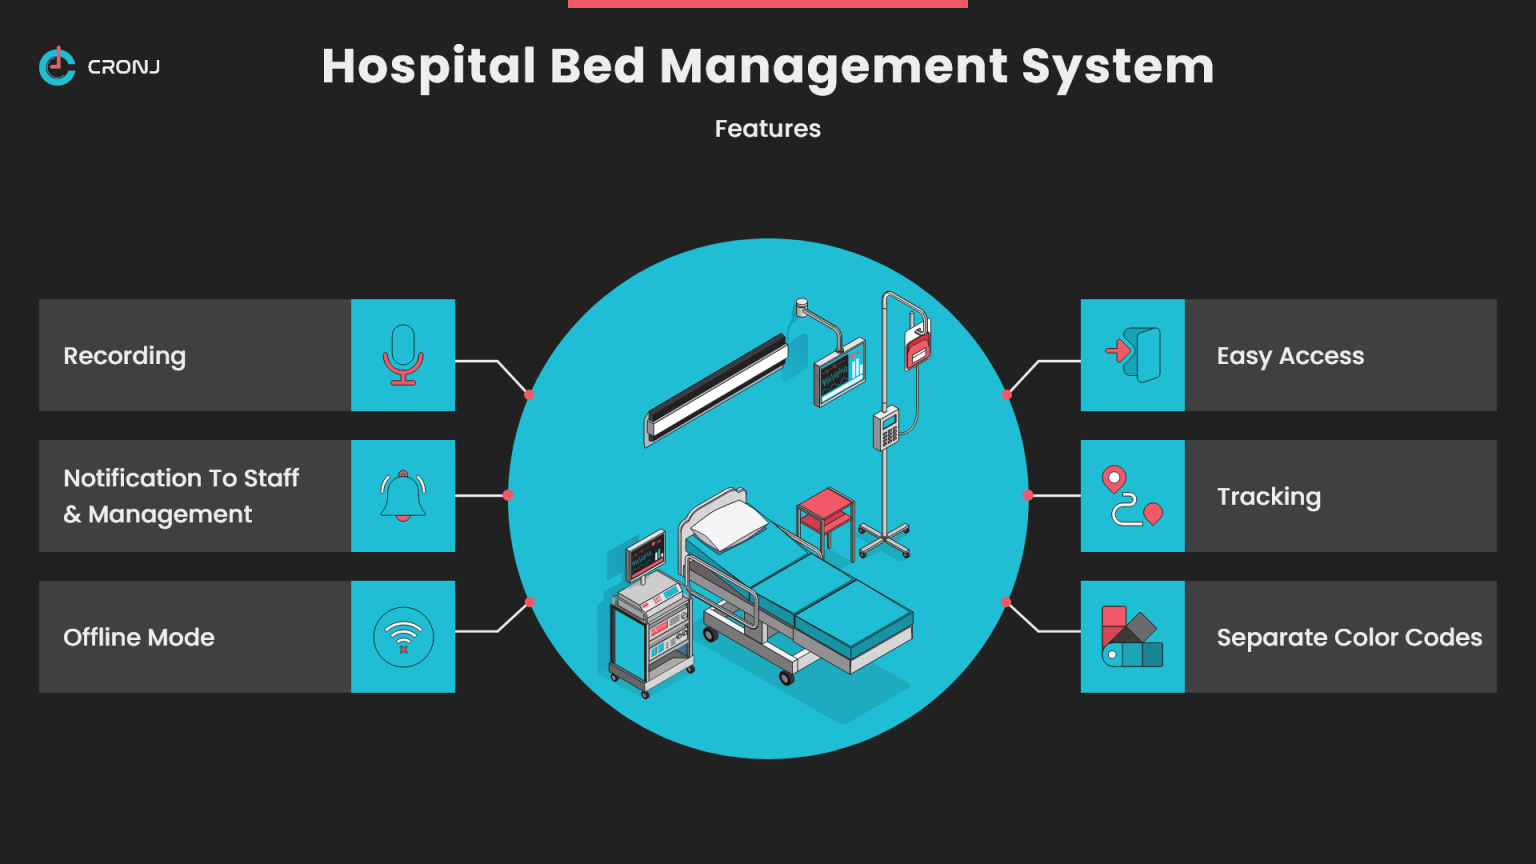 CRONJ
Hospital Bed Management System
Features
Recording
Notification To Staff
& Management
Offline Mode
Easy Access
Tracking
Separate Color Codes